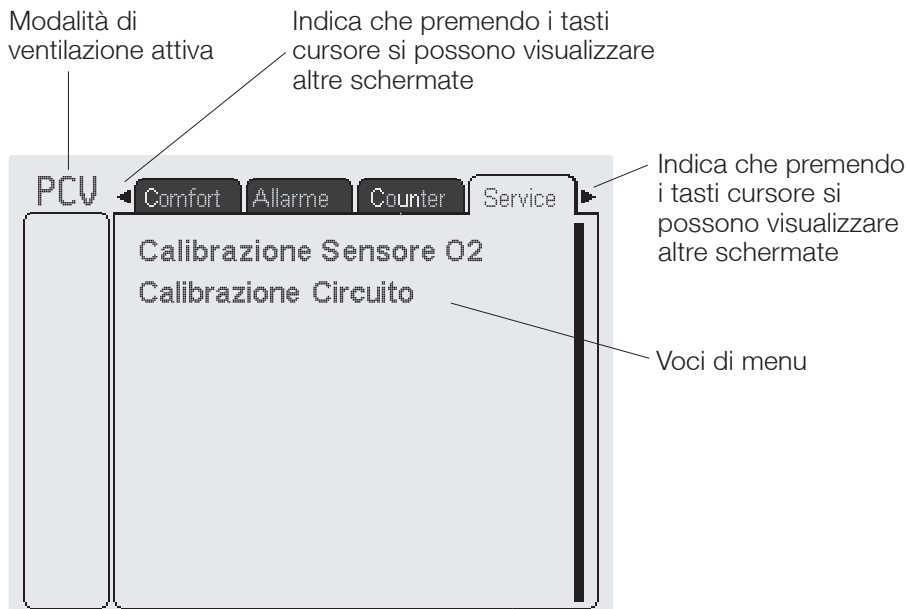 Modalità di
ventilazione attiva
Indica che premendo i tasti
cursore si possono visualizzare
altre schermate
Indica che premendo
i tasti cursore si
possono visualizzare
altre schermate
PCV
Comfort Allarme Counter Service
Calibrazione Sensore O2
Calibrazione Circuito
Voci di menu